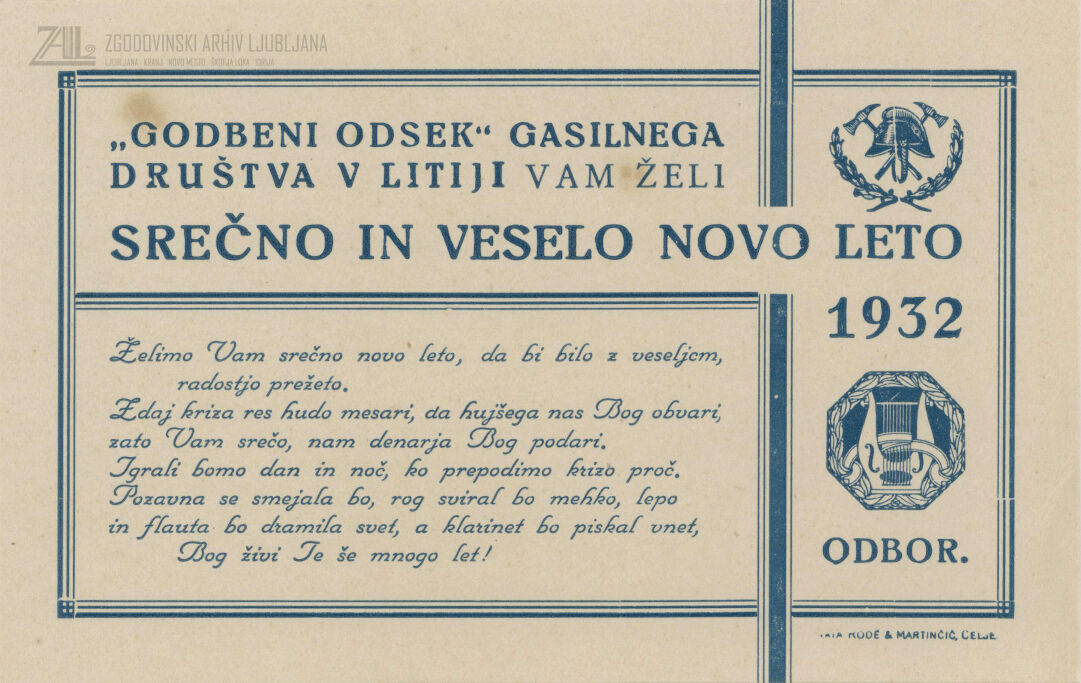 ZAL
ZGODOVINSKI ARHIV LJUBLJANA
LJUBLJANA KRANJ NOVO MESTO ŠKOFJA LOKA IDRIJA
„GODBENI ODSEK“ GASILNEGA
DRUŠTVA V LITIJI VAM ŽELI
SREČNO IN VESELO NOVO LETO
1932
Želimo Vam srečno novo leto, da bi bilo z veseljem,
radostjo prežeto.
Zdaj kriza res hudo mesari, da hujšega nas Bog obvari,
zato Vam srečo, nam denarja Bog podari.
Igrali bomo dan in noč, ko prepodimo krizo proč.
Pozavna se smejala bo, rog sviral bo mehko, lepo
in flauta bo dramila svet, a klarinet bo piskal vnet,
Bog živi Te še mnogo let!
ODBOR.
RODE & MARTINČIČ, CELJE